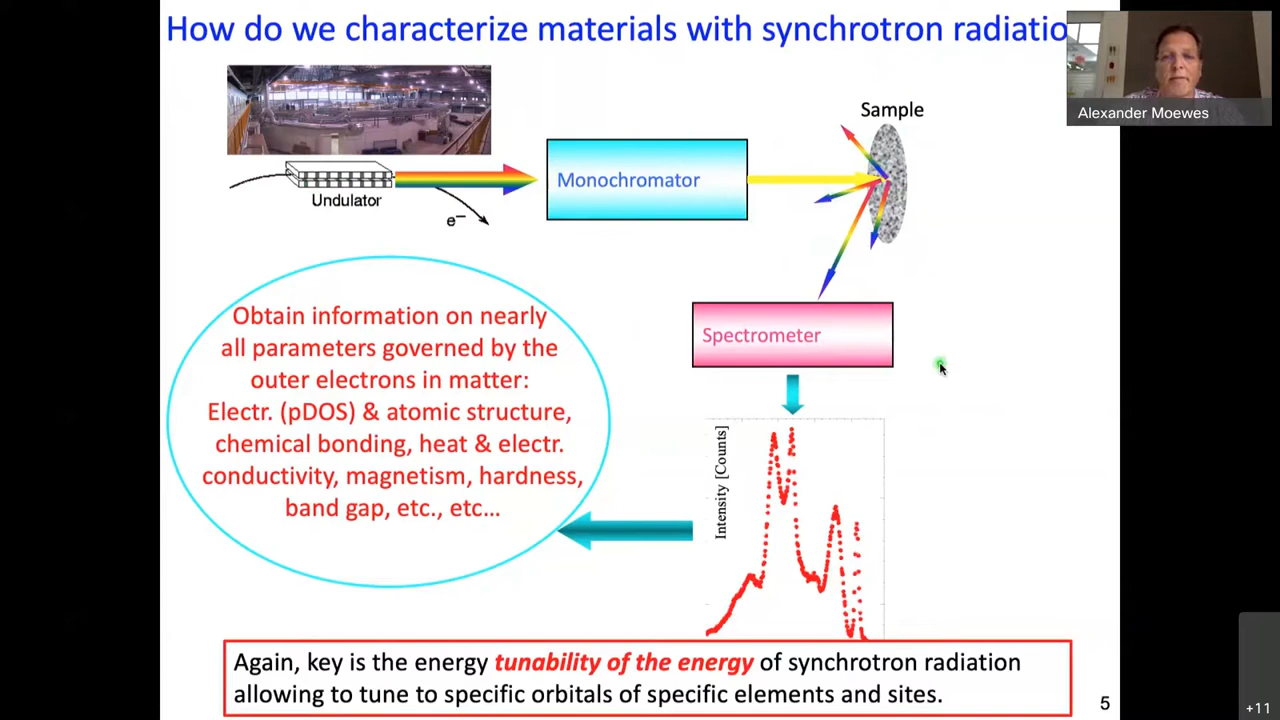 How do we characterize materials with synchrotron radiatio
Alexander Moewes
Sample
Monochromator
Undulator
e−
Spectrometer
Obtain information on nearly
all parameters governed by the
outer electrons in matter:
Electr. (pDOS) & atomic structure,
chemical bonding, heat & electr.
conductivity, magnetism, hardness,
band gap, etc., etc…
Intensity [Counts]
Again, key is the energy tunability of the energy of synchrotron radiation
allowing to tune to specific orbitals of specific elements and sites.
5
+11